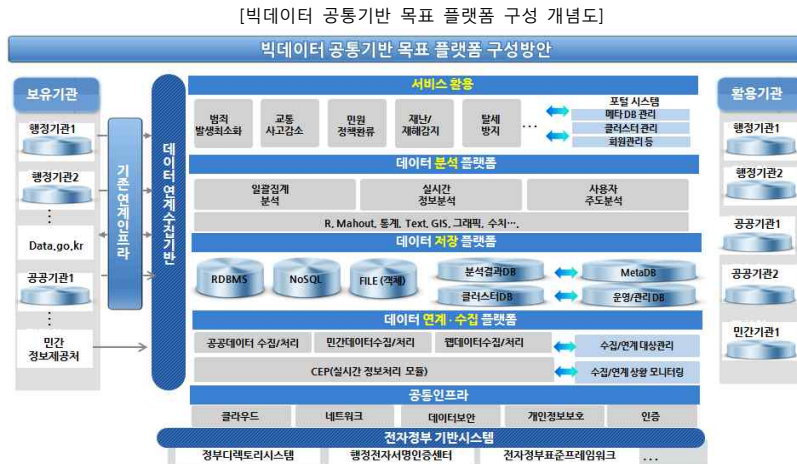 [빅데이터 공통기반 목표 플랫폼 구성 개념도]
빅데이터 공통기반 목표 플랫폼 구성방안
보유기관
행정기관1
행정기관2
⋮
Data.go.kr
공공기관1
⋮
민간
정보제공처
기존연계인프라
데이터 연계수집기반
서비스 활용
범죄
발생최소화
교통
사고감소
민원
정책환류
재난/
재해감지
탈세
방지
...
포털 시스템
메타 DB 관리
클러스터 관리
회원관리 등
데이터 분석 플랫폼
일괄집계
분석
실시간
정보분석
사용자
주도분석
R, Mahout, 통계, Text, GIS, 그래픽, 수치….
데이터 저장 플랫폼
RDBMS
NoSQL
FILE (객체)
분석결과DB
MetaDB
클러스터DB
운영/관리 DB
데이터 연계·수집 플랫폼
공공데이터 수집/처리
민간데이터수집/처리
웹데이터수집/처리
수집/연계 대상관리
CEP(실시간 정보처리 모듈)
수집/연계 상황 모니터링
공통인프라
클라우드
네트워크
데이터보안
개인정보보호
인증
전자정부 기반시스템
정부디렉토리시스템
행정전자서명인증센터
전자정부표준프레임워크
...
활용기관
행정기관1
행정기관2
공공기관1
공공기관2
민간기관1